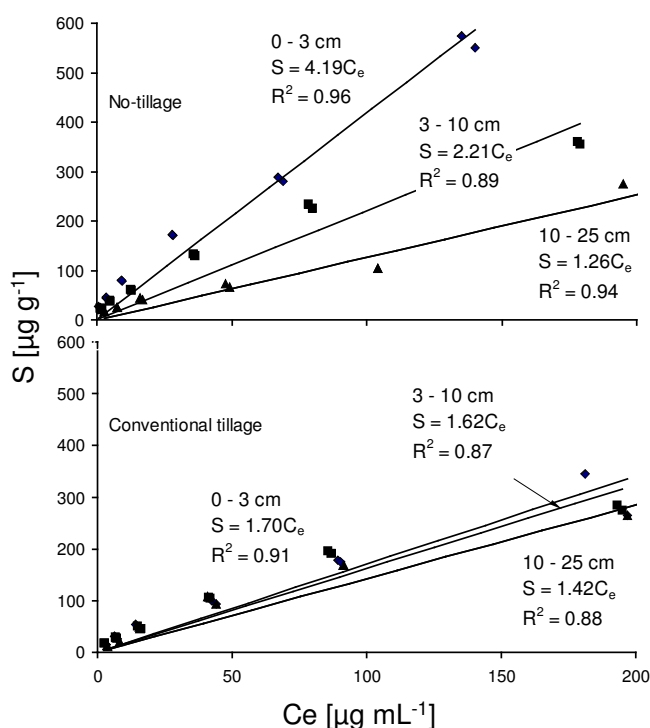 600
500
400
300
200
100
0
No-tillage
0 - 3 cm
S = 4.19Cₑ
R² = 0.96
3 - 10 cm
S = 2.21Cₑ
R² = 0.89
10 - 25 cm
S = 1.26Cₑ
R² = 0.94
S [µg g⁻¹]
600
500
400
300
200
100
0
Conventional tillage
3 - 10 cm
S = 1.62Cₑ
R² = 0.87
0 - 3 cm
S = 1.70Cₑ
R² = 0.91
10 - 25 cm
S = 1.42Cₑ
R² = 0.88
0 50 100 150 200
Ce [µg mL⁻¹]